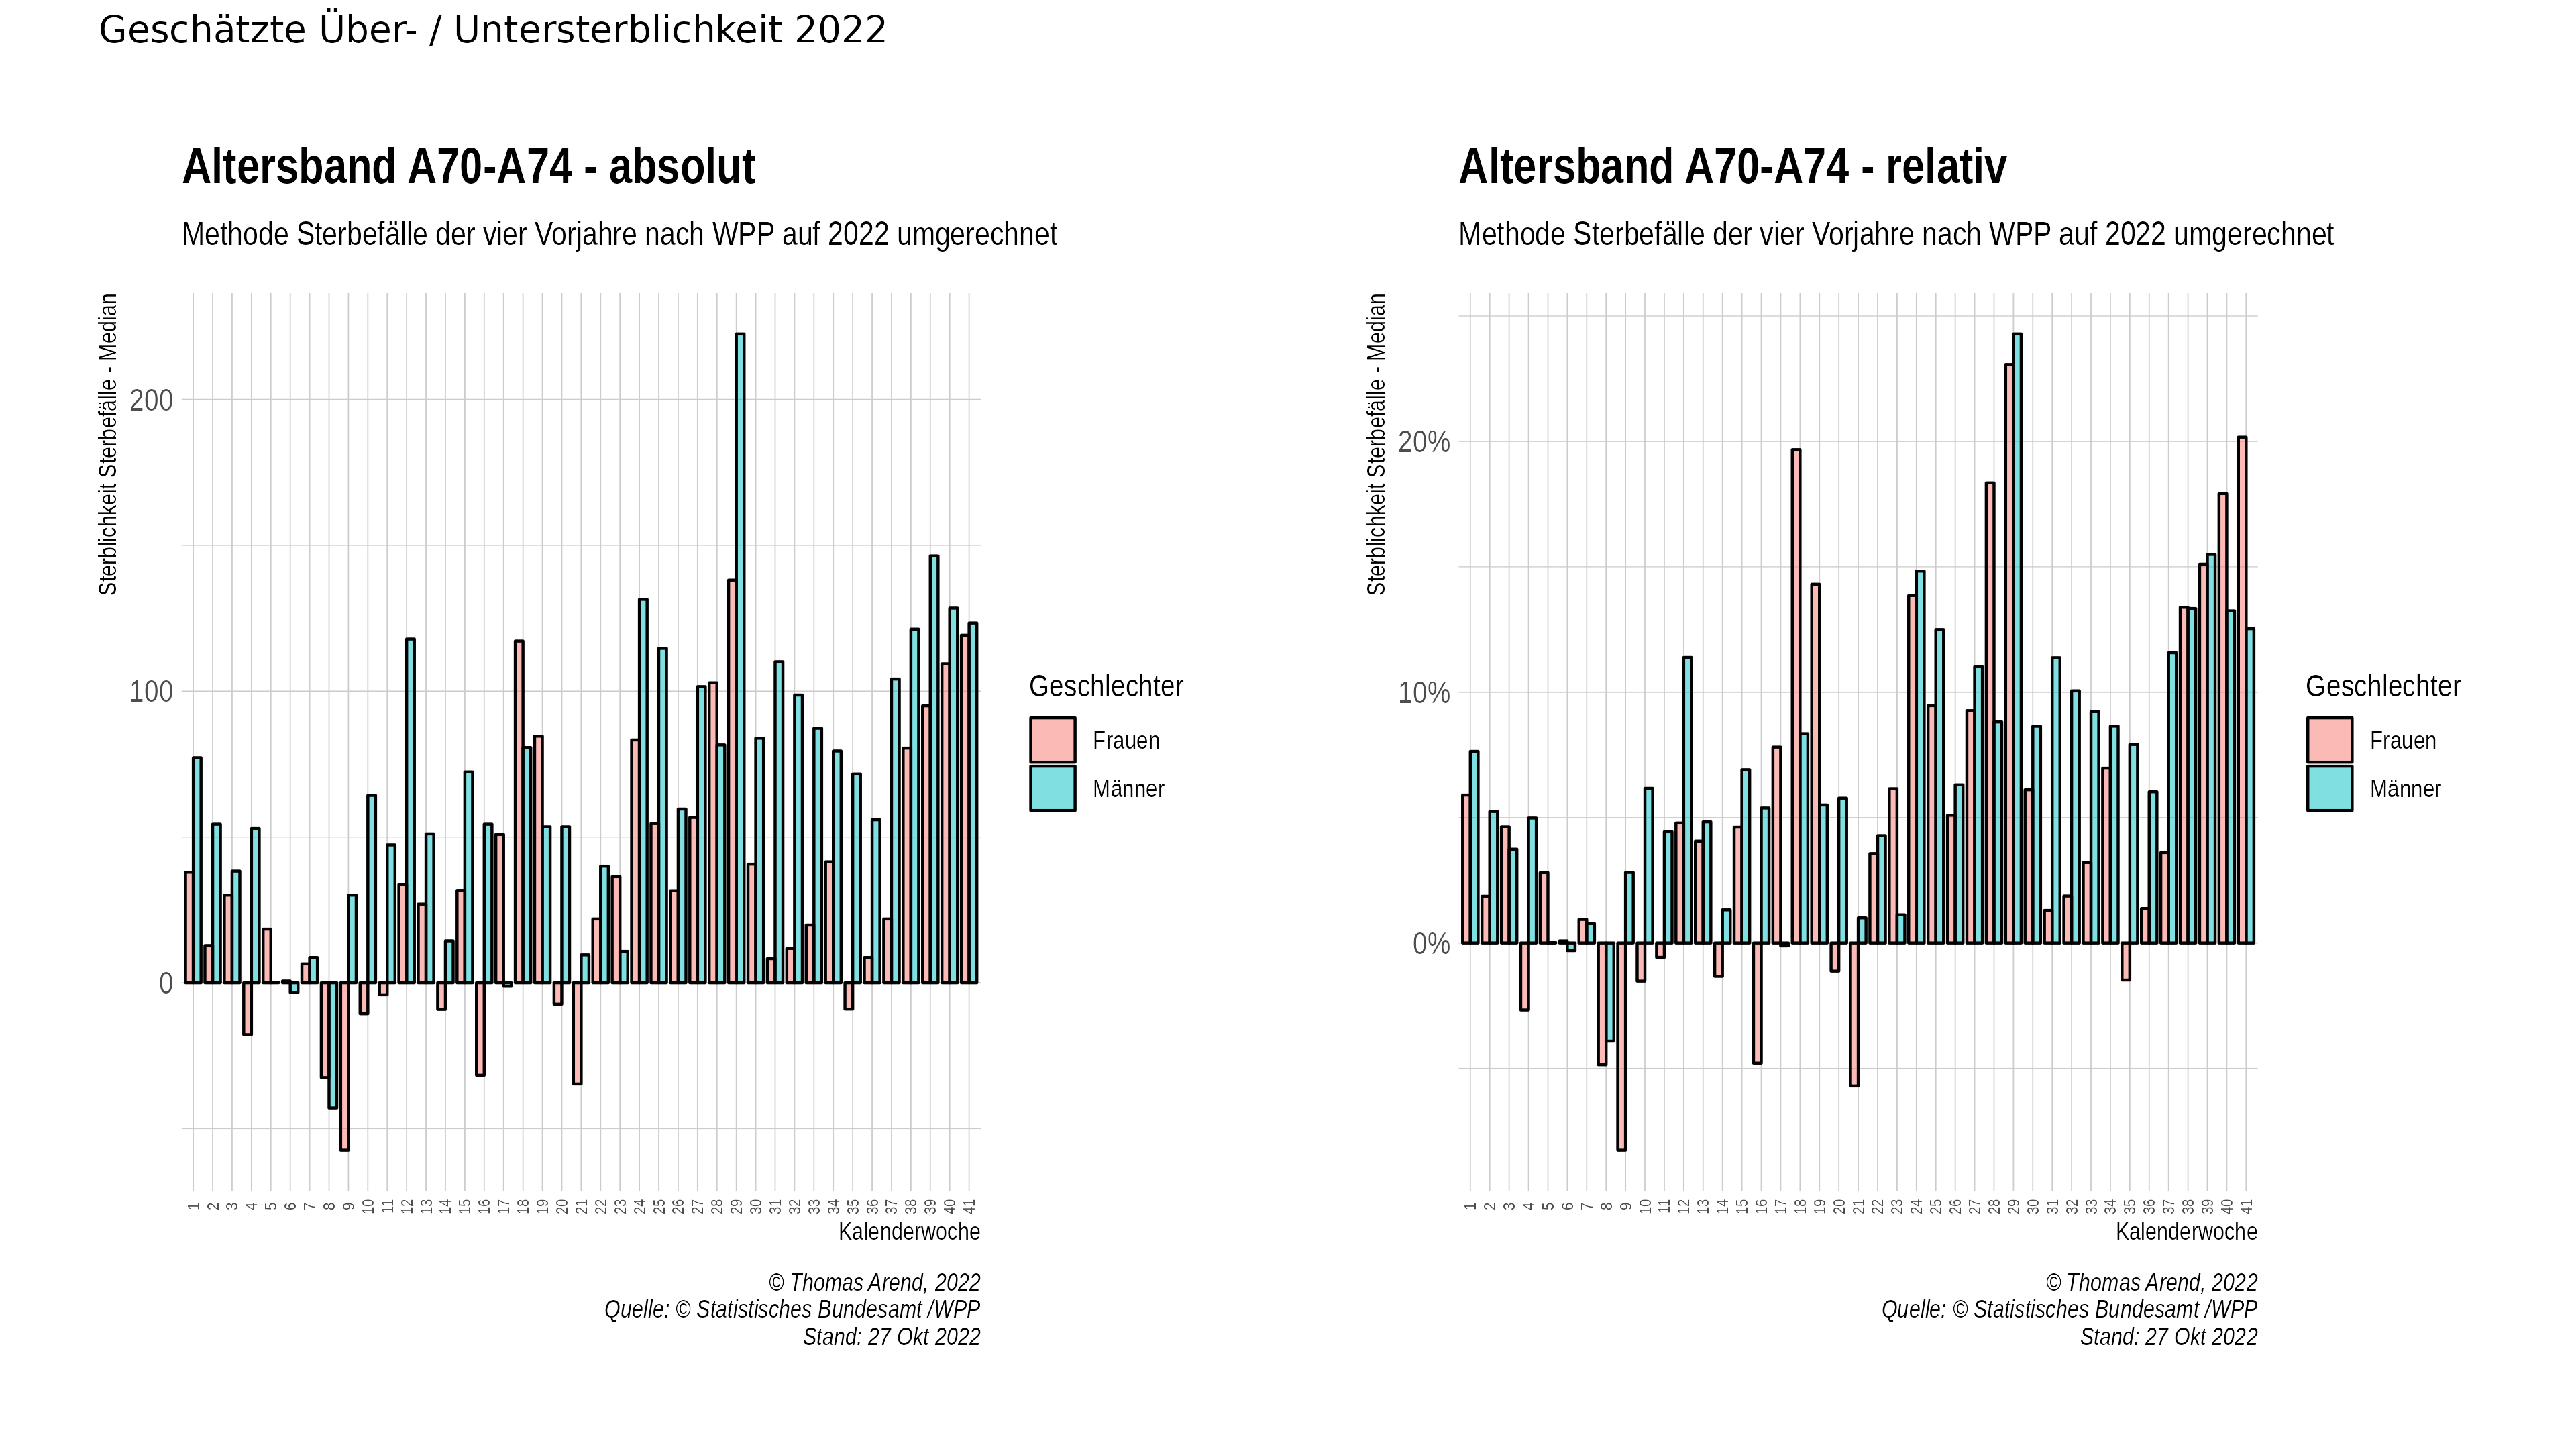 Geschätzte Über- / Untersterblichkeit 2022
Altersband A70-A74 - absolut
Methode Sterbefälle der vier Vorjahre nach WPP auf 2022 umgerechnet
Sterblichkeit Sterbefälle - Median
200
100
0
1 2 3 4 5 6 7 8 9 10 11 12 13 14 15 16 17 18 19 20 21 22 23 24 25 26 27 28 29 30 31 32 33 34 35 36 37 38 39 40 41
Kalenderwoche
Geschlechter
Frauen
Männer
© Thomas Arend, 2022
Quelle: © Statistisches Bundesamt /WPP
Stand: 27 Okt 2022
Altersband A70-A74 - relativ
Methode Sterbefälle der vier Vorjahre nach WPP auf 2022 umgerechnet
Sterblichkeit Sterbefälle - Median
20%
10%
0%
1 2 3 4 5 6 7 8 9 10 11 12 13 14 15 16 17 18 19 20 21 22 23 24 25 26 27 28 29 30 31 32 33 34 35 36 37 38 39 40 41
Kalenderwoche
Geschlechter
Frauen
Männer
© Thomas Arend, 2022
Quelle: © Statistisches Bundesamt /WPP
Stand: 27 Okt 2022